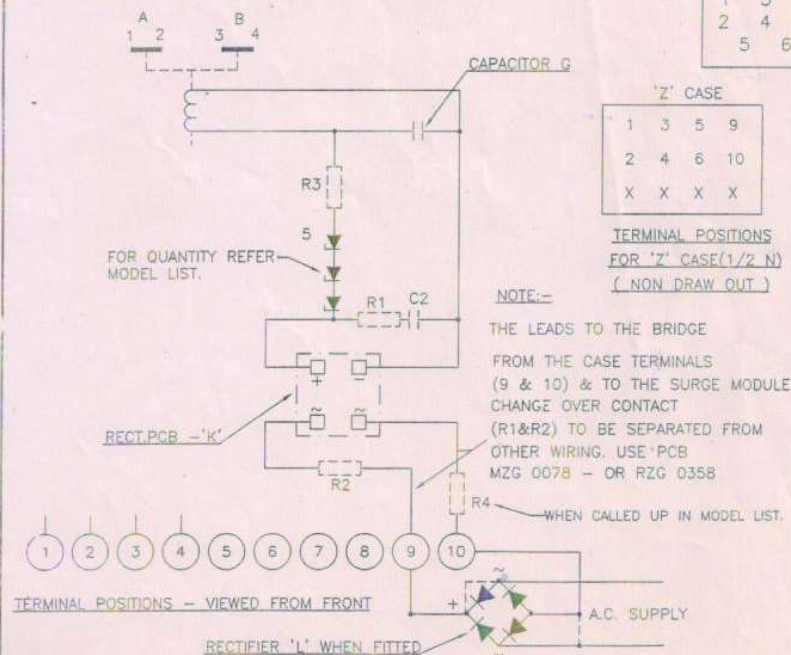 A
B
1 2
3 4
1 3
2 4
5 6
CAPACITOR G
'Z' CASE
1 3 5 9
2 4 6 10
X X X X
TERMINAL POSITIONS
FOR 'Z' CASE(1/2 N)
( NON DRAW OUT )
R3
5
FOR QUANTITY REFER
MODEL LIST.
R1
C2
NOTE:-
THE LEADS TO THE BRIDGE
FROM THE CASE TERMINALS
(9 & 10) & TO THE SURGE MODULE
CHANGE OVER CONTACT
(R1&R2) TO BE SEPARATED FROM
OTHER WIRING. USE PCB
MZG 0078 - OR RZG 0358
+ -
~ ~
RECT.PCB -'K'
R2
R4
WHEN CALLED UP IN MODEL LIST.
1 2 3 4 5 6 7 8 9 10
TERMINAL POSITIONS - VIEWED FROM FRONT
+
~
A.C. SUPPLY
RECTIFIER 'L' WHEN FITTED
~